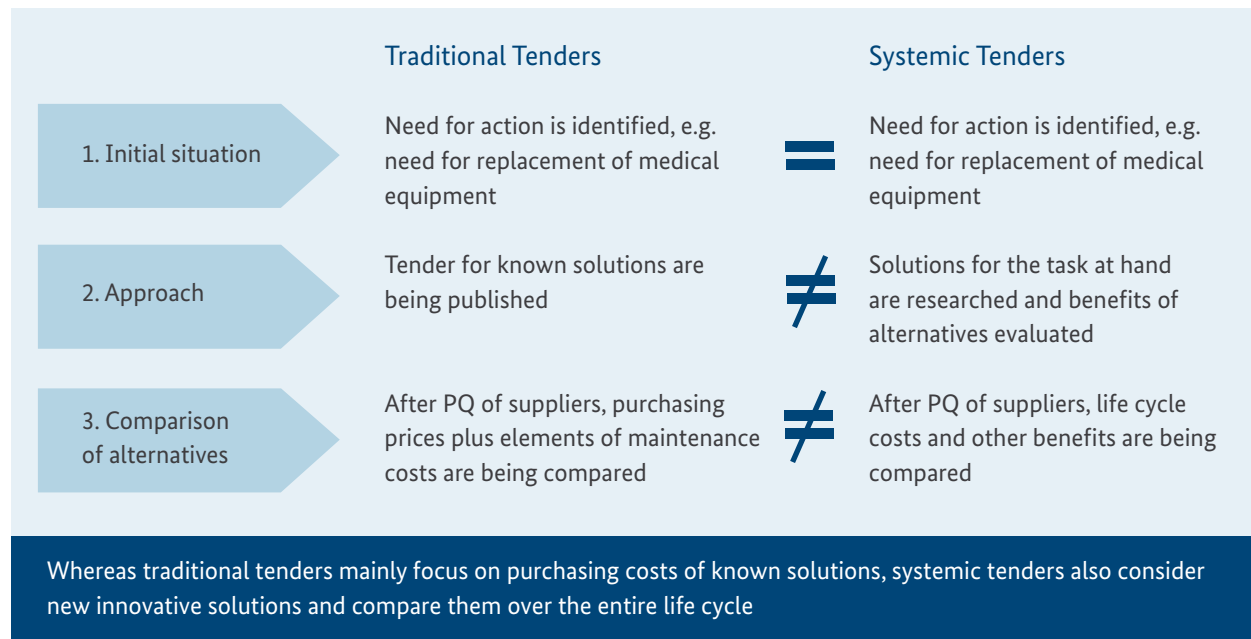 Traditional Tenders
Systemic Tenders
1. Initial situation
Need for action is identified, e.g.
need for replacement of medical
equipment
=
Need for action is identified, e.g.
need for replacement of medical
equipment
2. Approach
Tender for known solutions are
being published
≠
Solutions for the task at hand
are researched and benefits of
alternatives evaluated
3. Comparison
of alternatives
After PQ of suppliers, purchasing
prices plus elements of maintenance
costs are being compared
≠
After PQ of suppliers, life cycle
costs and other benefits are being
compared
Whereas traditional tenders mainly focus on purchasing costs of known solutions, systemic tenders also consider
new innovative solutions and compare them over the entire life cycle